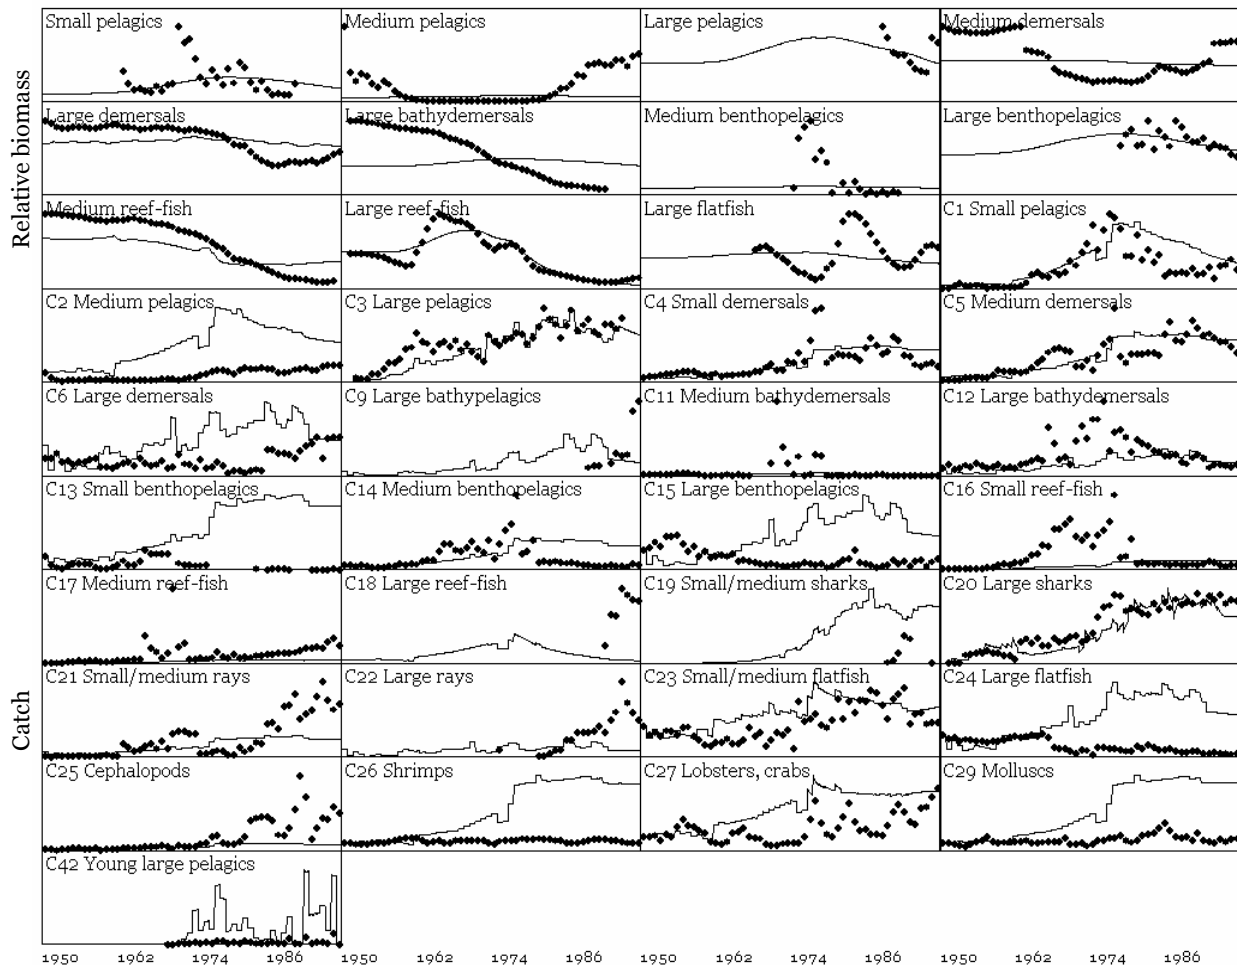 Relative biomass
Small pelagics
Medium pelagics
Large pelagics
Medium demersals
Large demersals
Large bathydemersals
Medium benthopelagics
Large benthopelagics
Medium reef-fish
Large reef-fish
Large flatfish
C1 Small pelagics
Catch
C2 Medium pelagics
C3 Large pelagics
C4 Small demersals
C5 Medium demersals
C6 Large demersals
C9 Large bathypelagics
C11 Medium bathydemersals
C12 Large bathydemersals
C13 Small benthopelagics
C14 Medium benthopelagics
C15 Large benthopelagics
C16 Small reef-fish
C17 Medium reef-fish
C18 Large reef-fish
C19 Small/medium sharks
C20 Large sharks
C21 Small/medium rays
C22 Large rays
C23 Small/medium flatfish
C24 Large flatfish
C25 Cephalopods
C26 Shrimps
C27 Lobsters, crabs
C29 Molluscs
C42 Young large pelagics
1950 1962 1974 1986 1950 1962 1974 1986 1950 1962 1974 1986 1950 1962 1974 1986